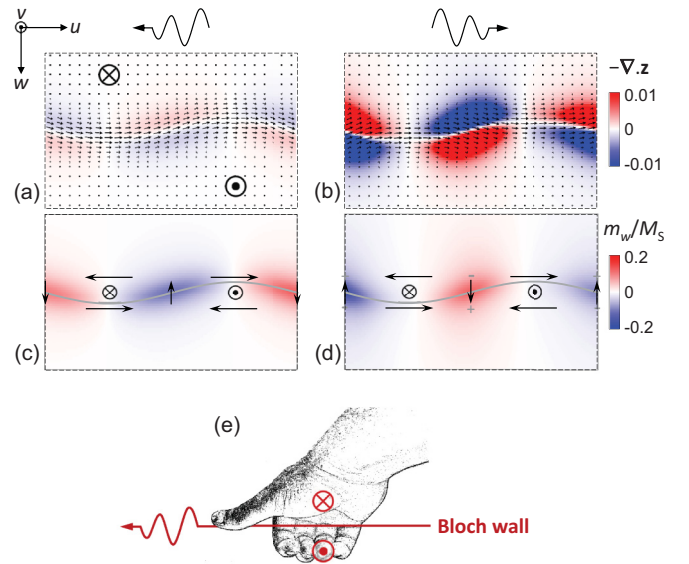 v
u
w
−∇.z
0.01
0
-0.01
(a)
(b)
m_w/M_S
0.2
0
-0.2
(c)
(d)
(e)
Bloch wall